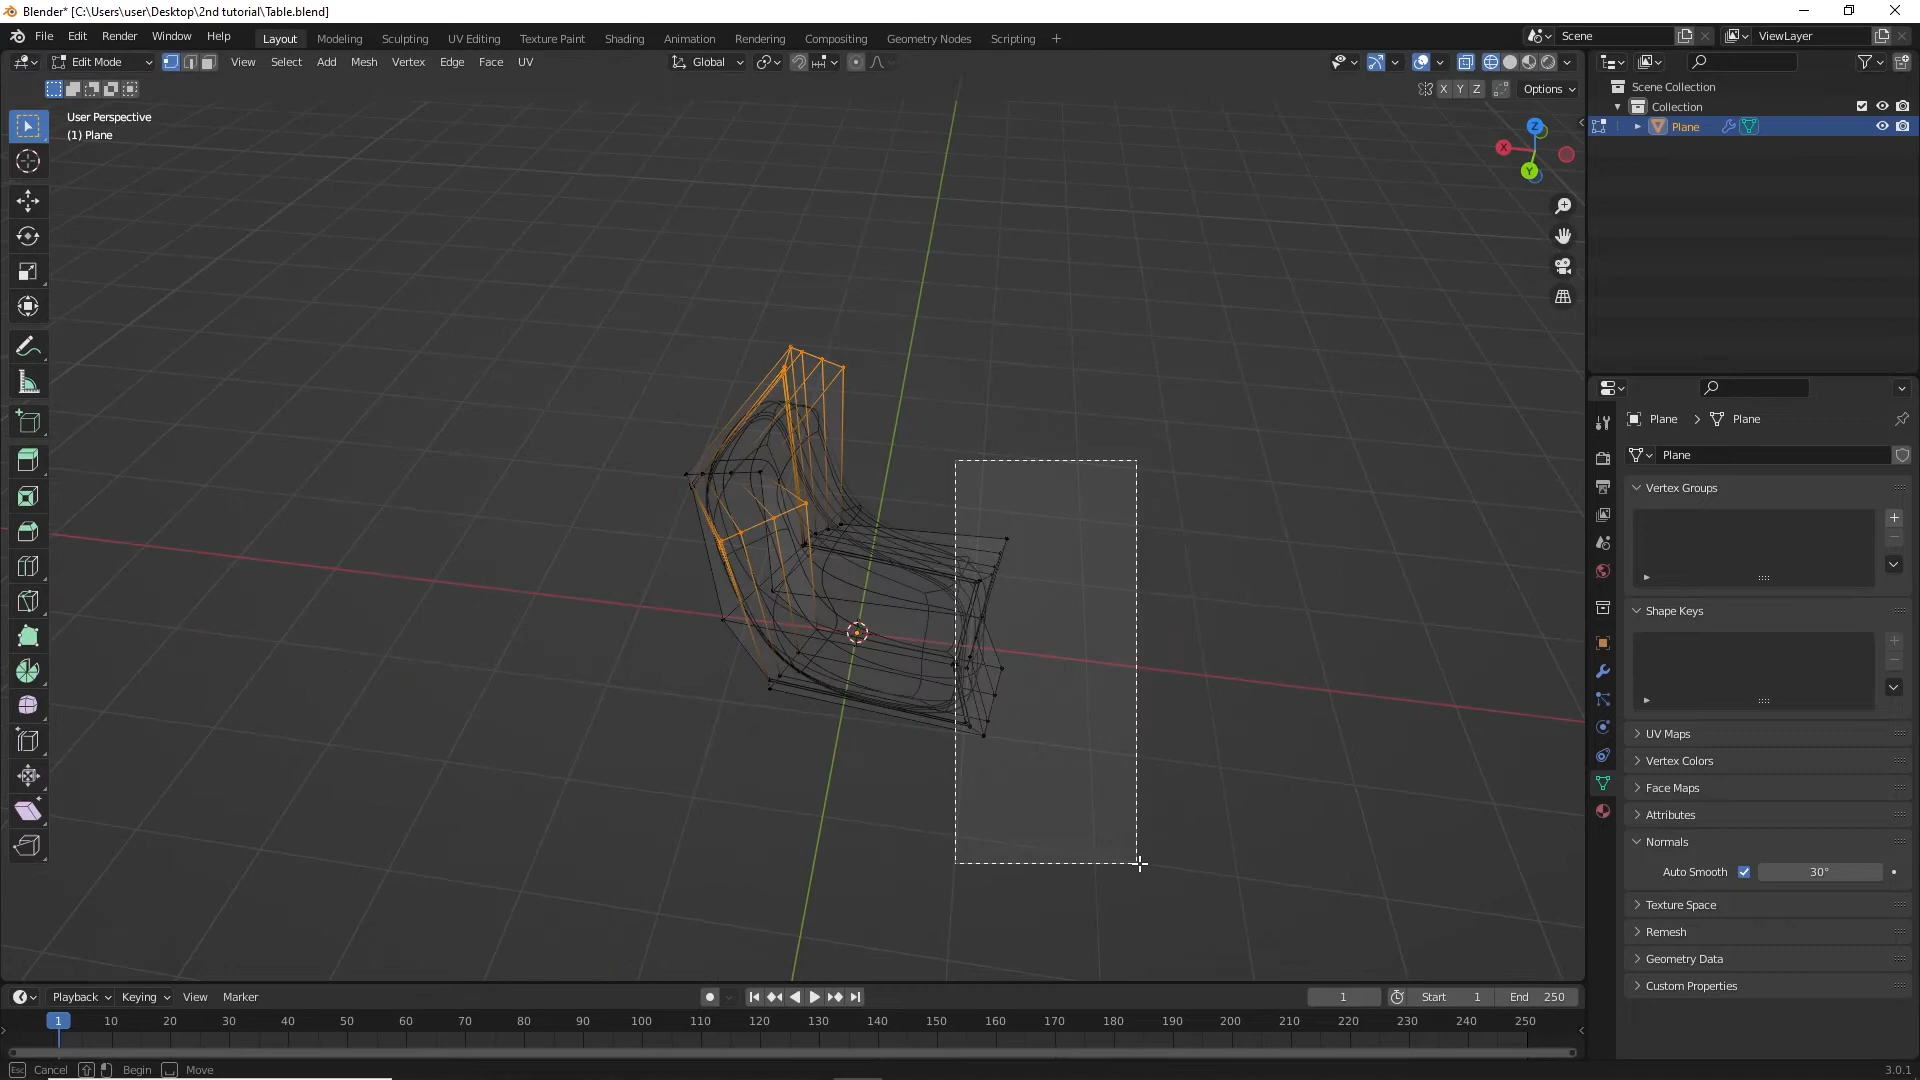 Blender* [C:\Users\user\Desktop\2nd tutorial\Table.blend]
File Edit Render Window Help Layout Modeling Sculpting UV Editing Texture Paint Shading Animation Rendering Compositing Geometry Nodes Scripting + Scene ViewLayer
Edit Mode View Select Add Mesh Vertex Edge Face UV Global
X Y Z Options
User Perspective
(1) Plane
Z
X
Y
Scene Collection
Collection
Plane
Plane > Plane
Plane
Vertex Groups
Shape Keys
UV Maps
Vertex Colors
Face Maps
Attributes
Normals
Auto Smooth 30°
Texture Space
Remesh
Geometry Data
Custom Properties
Playback Keying View Marker 1 Start 1 End 250
1 10 20 30 40 50 60 70 80 90 100 110 120 130 140 150 160 170 180 190 200 210 220 230 240 250
Esc Cancel Begin Move 3.0.1